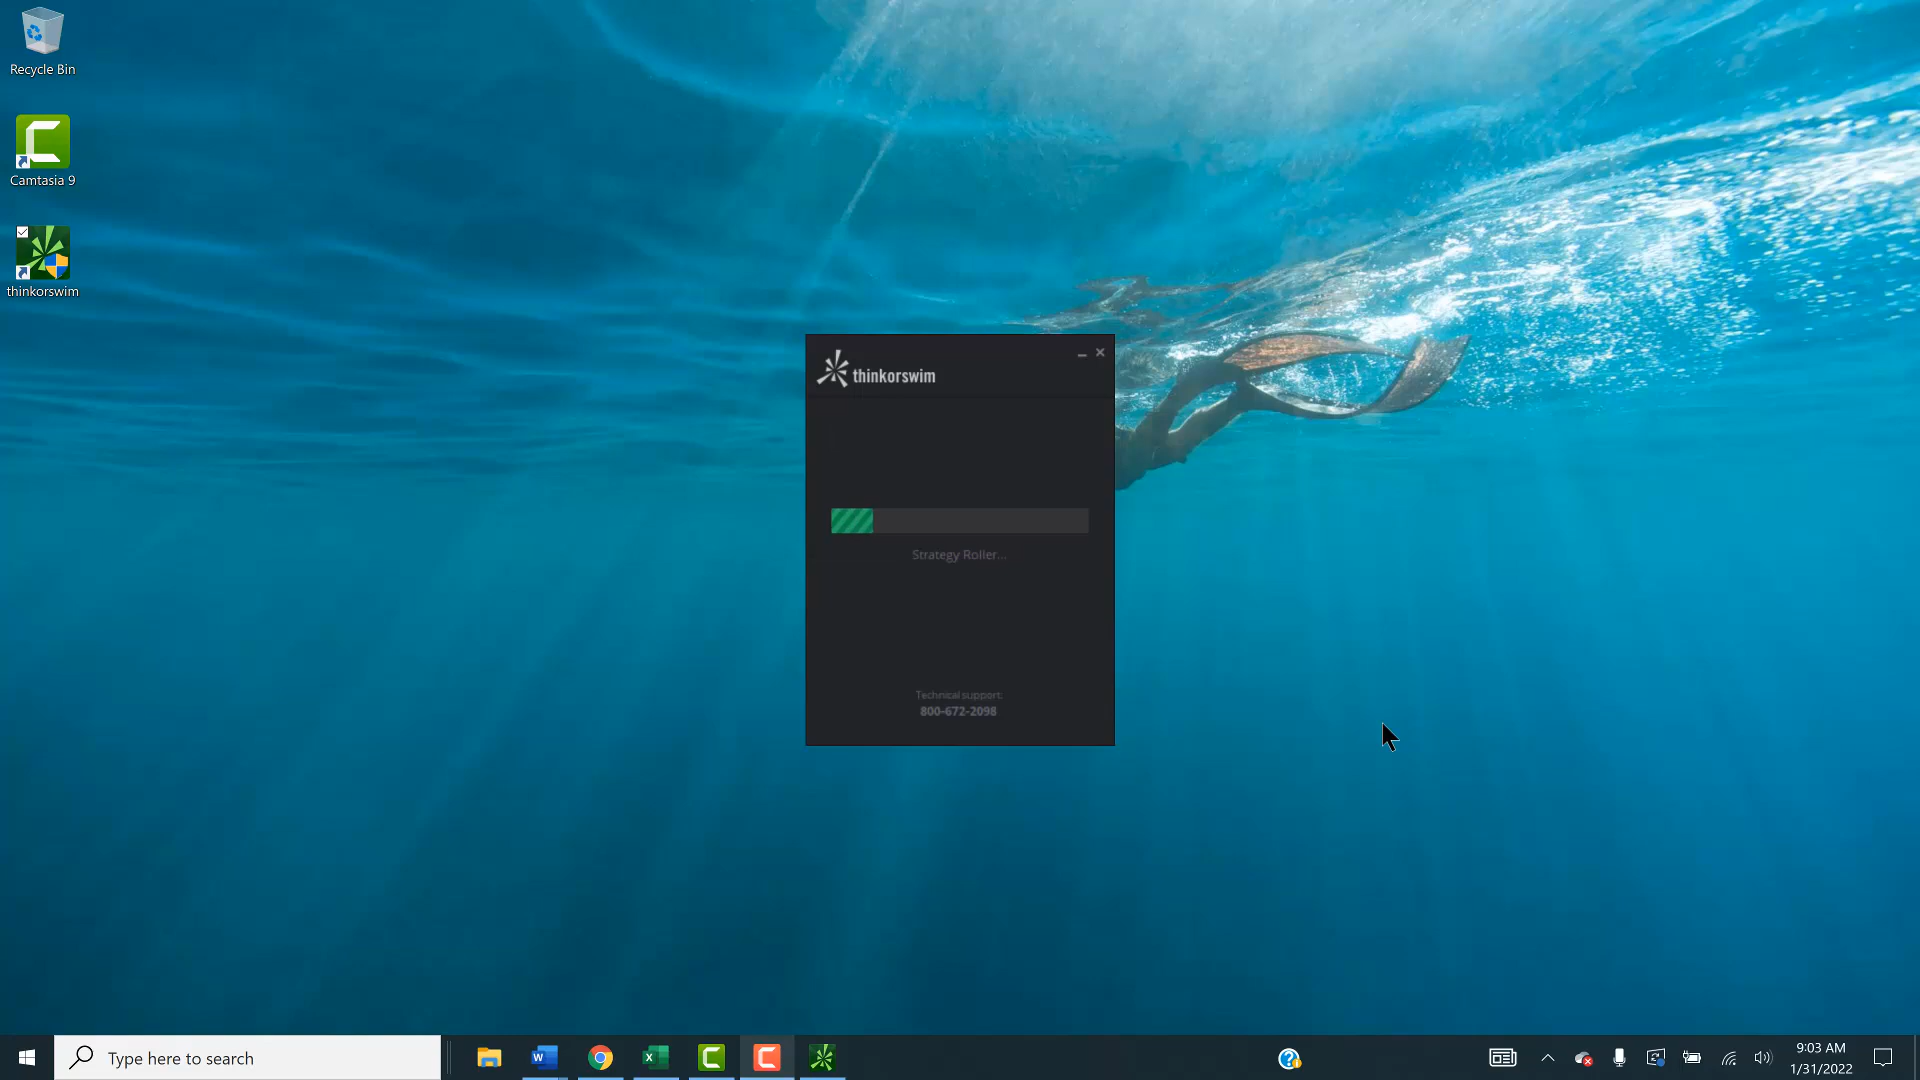 Recycle Bin
Camtasia 9
thinkorswim
thinkorswim
Strategy Roller...
Technical support:
800-672-2098
Type here to search
9:03 AM
1/31/2022